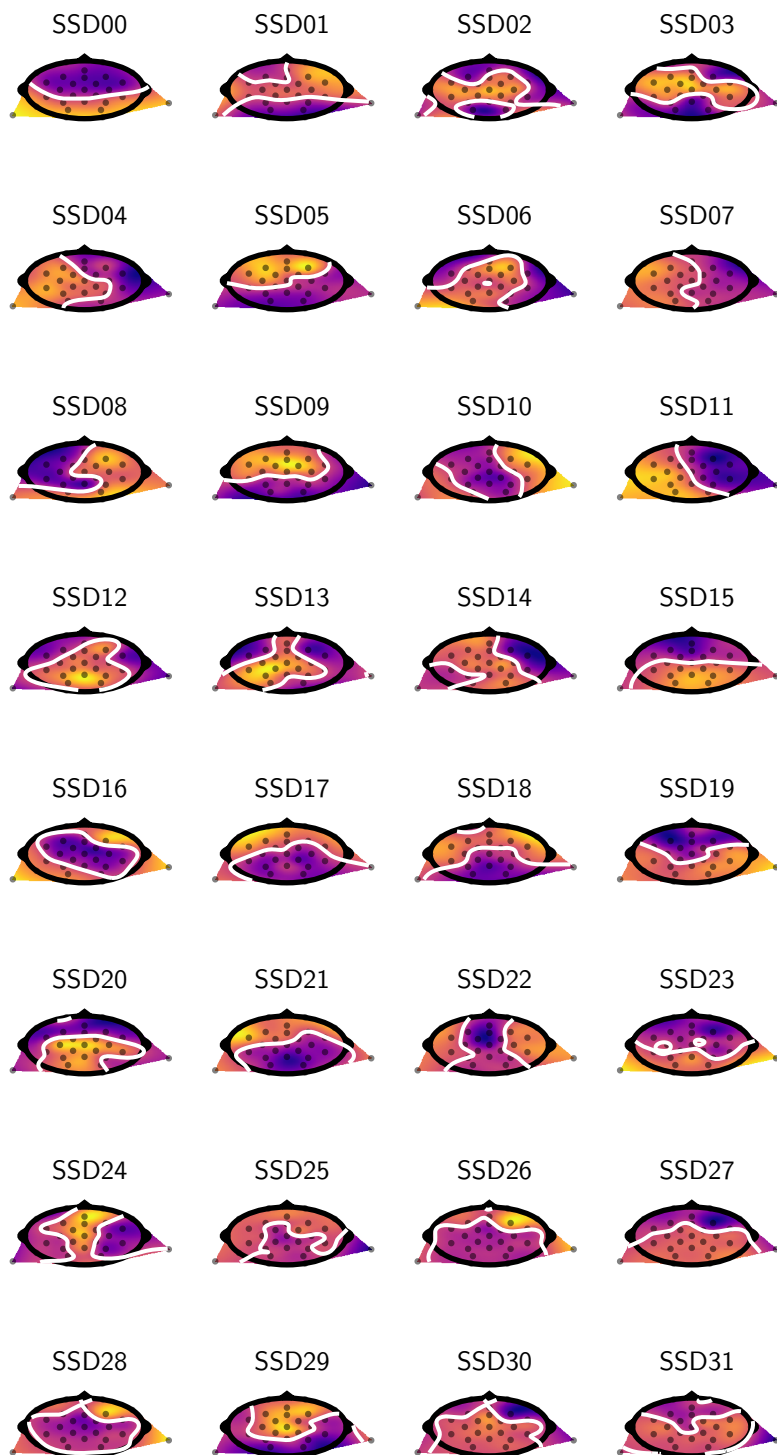 SSD00 SSD01 SSD02 SSD03
SSD04 SSD05 SSD06 SSD07
SSD08 SSD09 SSD10 SSD11
SSD12 SSD13 SSD14 SSD15
SSD16 SSD17 SSD18 SSD19
SSD20 SSD21 SSD22 SSD23
SSD24 SSD25 SSD26 SSD27
SSD28 SSD29 SSD30 SSD31